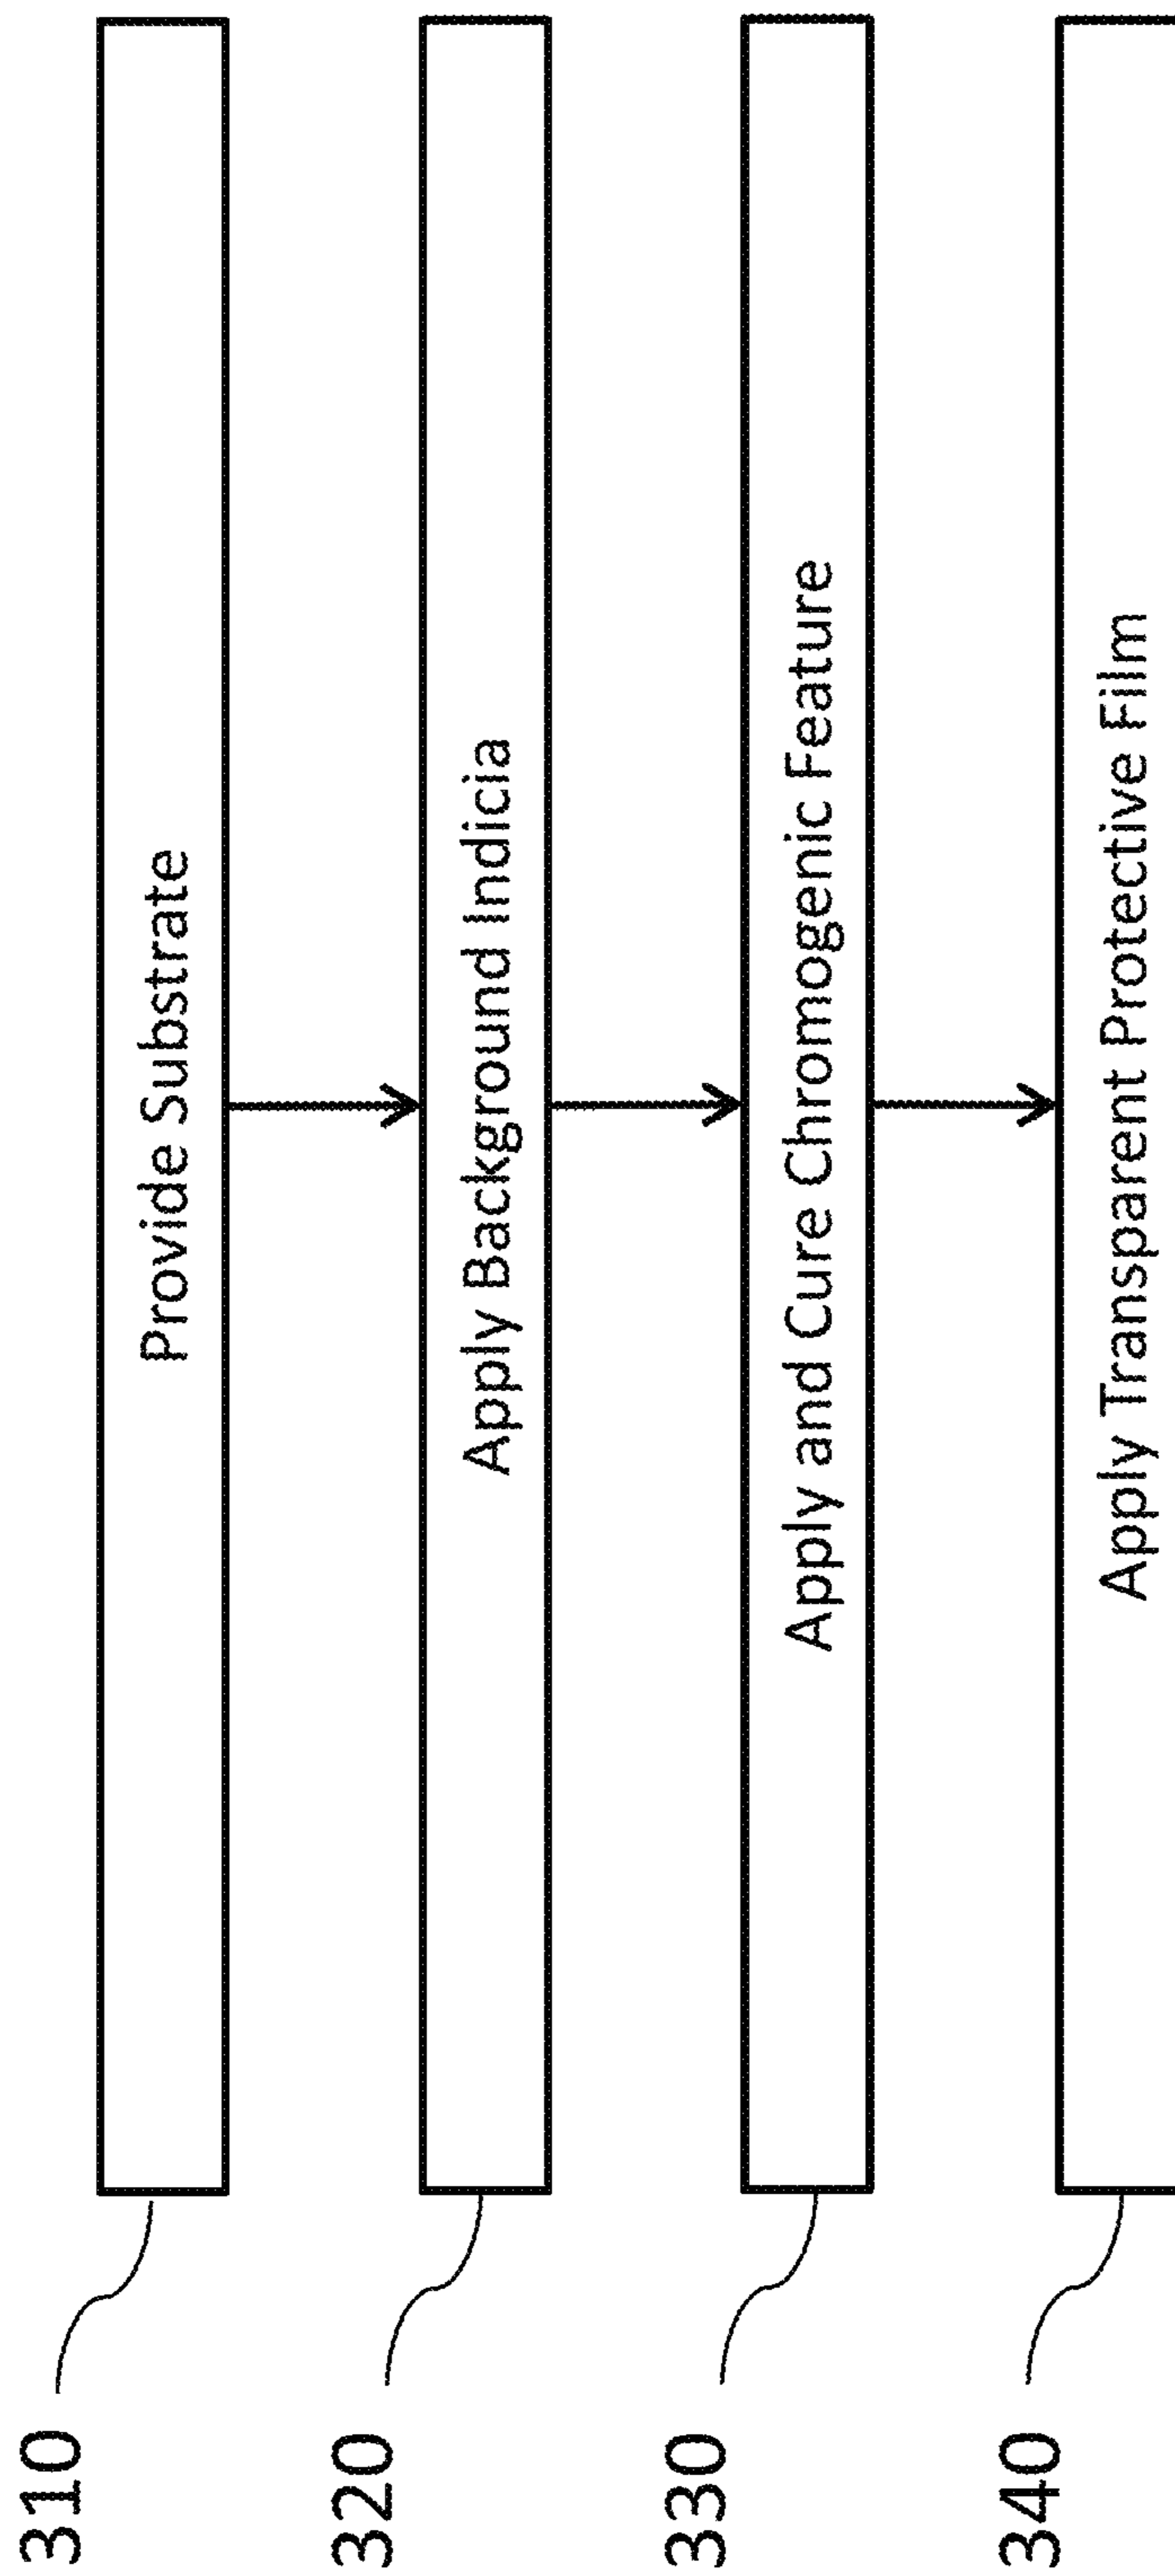 310
Provide Substrate
320
Apply Background Indicia
330
Apply and Cure Chromogenic Feature
340
Apply Transparent Protective Film